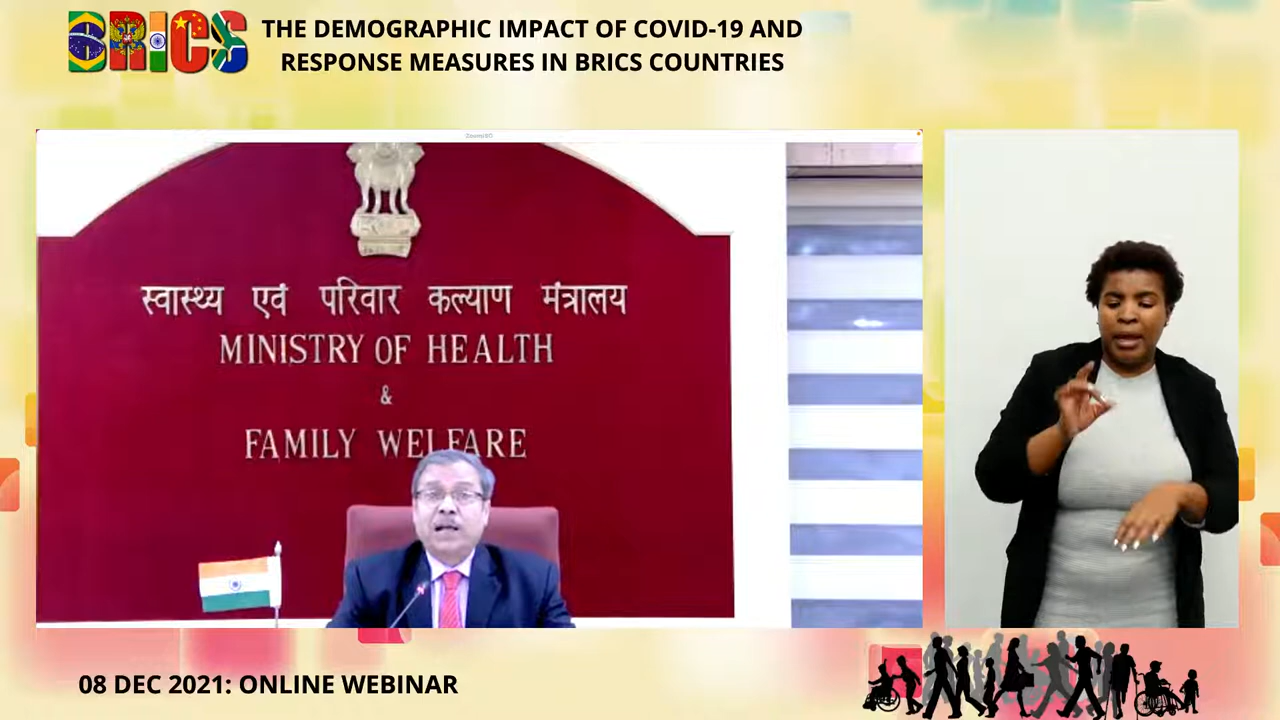 BRICS
THE DEMOGRAPHIC IMPACT OF COVID-19 AND
RESPONSE MEASURES IN BRICS COUNTRIES
स्वास्थ्य एवं परिवार कल्याण मंत्रालय
MINISTRY OF HEALTH
&
FAMILY WELFARE
08 DEC 2021: ONLINE WEBINAR